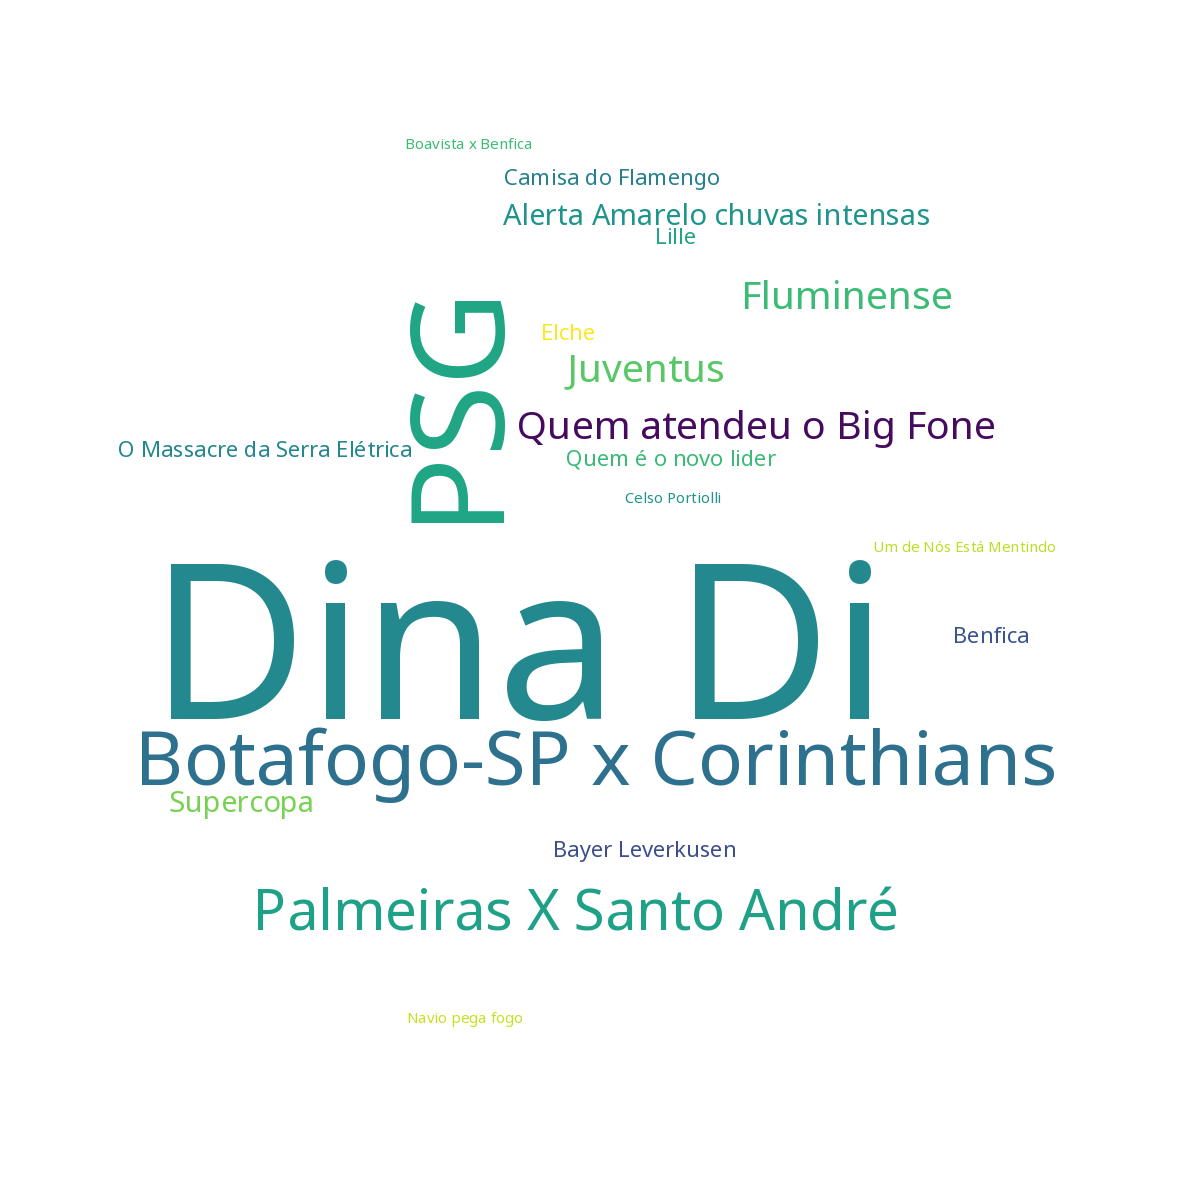 Boavista x Benfica
Camisa do Flamengo
Alerta Amarelo chuvas intensas
Lille
Fluminense
PSG
Elche
Juventus
Quem atendeu o Big Fone
O Massacre da Serra Elétrica
Quem é o novo lider
Celso Portiolli
Um de Nós Está Mentindo
Dina Di
Benfica
Botafogo-SP x Corinthians
Supercopa
Bayer Leverkusen
Palmeiras X Santo André
Navio pega fogo